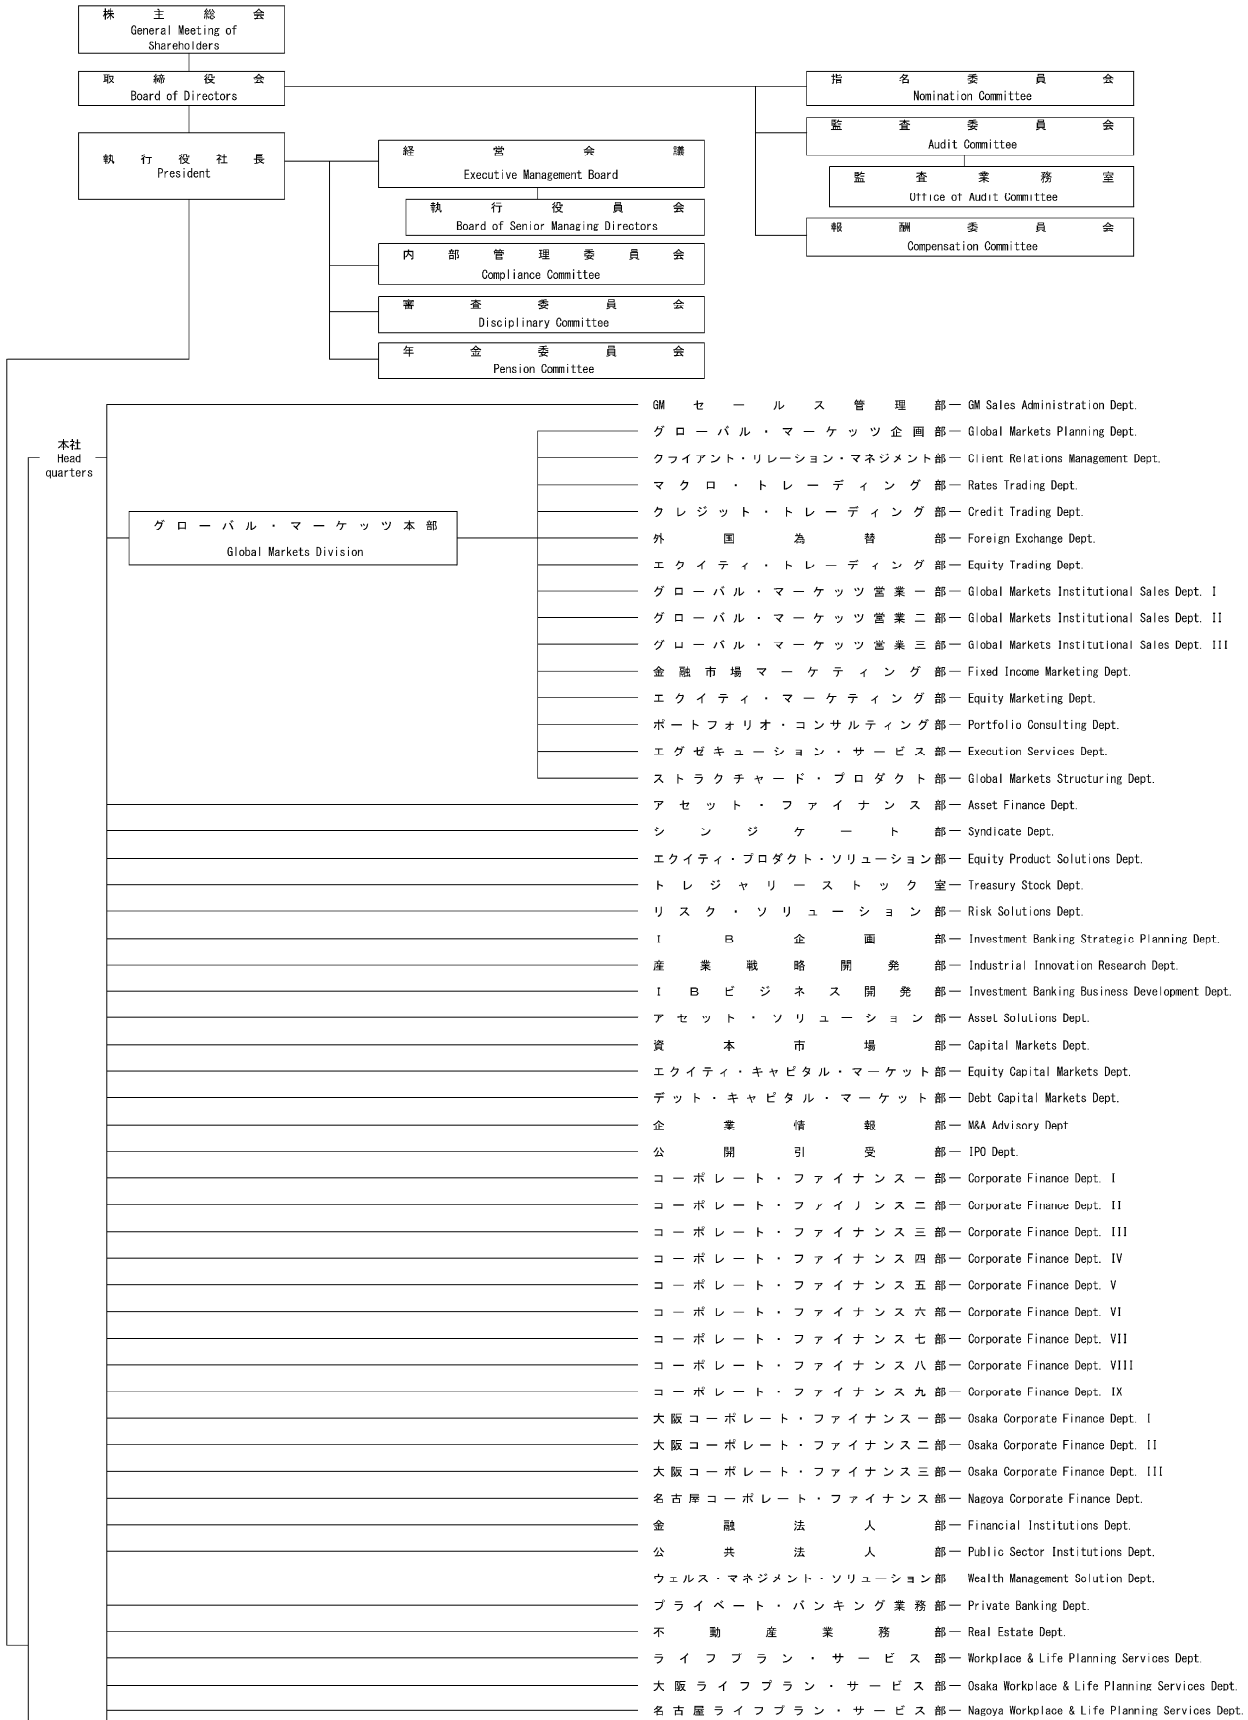 株主総会
General Meeting of
Shareholders
取締役会
Board of Directors
指名委員会
Nomination Committee
監査委員会
Audit Committee
監査業務室
Office of Audit Committee
報酬委員会
Compensation Committee
執行役社長
President
経営会議
Executive Management Board
執行役員会
Board of Senior Managing Directors
内部管理委員会
Compliance Committee
審査委員会
Disciplinary Committee
年金委員会
Pension Committee
本社
Head
quarters
GMセールス管理部 GM Sales Administration Dept.
グローバル・マーケッツ本部
Global Markets Division
グローバル・マーケッツ企画部 Global Markets Planning Dept.
クライアント・リレーション・マネジメント部 Client Relations Management Dept.
マクロ・トレーディング部 Rates Trading Dept.
クレジット・トレーディング部 Credit Trading Dept.
外国為替部 Foreign Exchange Dept.
エクイティ・トレーディング部 Equity Trading Dept.
グローバル・マーケッツ営業一部 Global Markets Institutional Sales Dept. I
グローバル・マーケッツ営業二部 Global Markets Institutional Sales Dept. II
グローバル・マーケッツ営業三部 Global Markets Institutional Sales Dept. III
金融市場マーケティング部 Fixed Income Marketing Dept.
エクイティ・マーケティング部 Equity Marketing Dept.
ポートフォリオ・コンサルティング部 Portfolio Consulting Dept.
エグゼキューション・サービス部 Execution Services Dept.
ストラクチャード・プロダクト部 Global Markets Structuring Dept.
アセット・ファイナンス部 Asset Finance Dept.
シンジケート部 Syndicate Dept.
エクイティ・プロダクト・ソリューション部 Equity Product Solutions Dept.
トレジャリーストック室 Treasury Stock Dept.
リスク・ソリューション部 Risk Solutions Dept.
IB企画部 Investment Banking Strategic Planning Dept.
産業戦略開発部 Industrial Innovation Research Dept.
IBビジネス開発部 Investment Banking Business Development Dept.
アセット・ソリューション部 Asset Solutions Dept.
資本市場部 Capital Markets Dept.
エクイティ・キャピタル・マーケット部 Equity Capital Markets Dept.
デット・キャピタル・マーケット部 Debt Capital Markets Dept.
企業情報部 M&A Advisory Dept
公開引受部 IPO Dept.
コーポレート・ファイナンス一部 Corporate Finance Dept. I
コーポレート・ファイナンス二部 Corporate Finance Dept. II
コーポレート・ファイナンス三部 Corporate Finance Dept. III
コーポレート・ファイナンス四部 Corporate Finance Dept. IV
コーポレート・ファイナンス五部 Corporate Finance Dept. V
コーポレート・ファイナンス六部 Corporate Finance Dept. VI
コーポレート・ファイナンス七部 Corporate Finance Dept. VII
コーポレート・ファイナンス八部 Corporate Finance Dept. VIII
コーポレート・ファイナンス九部 Corporate Finance Dept. IX
大阪コーポレート・ファイナンス一部 Osaka Corporate Finance Dept. I
大阪コーポレート・ファイナンス二部 Osaka Corporate Finance Dept. II
大阪コーポレート・ファイナンス三部 Osaka Corporate Finance Dept. III
名古屋コーポレート・ファイナンス部 Nagoya Corporate Finance Dept.
金融法人部 Financial Institutions Dept.
公共法人部 Public Sector Institutions Dept.
ウェルス・マネジメント・ソリューション部 Wealth Management Solution Dept.
プライベート・バンキング業務部 Private Banking Dept.
不動産業務部 Real Estate Dept.
ライフプラン・サービス部 Workplace & Life Planning Services Dept.
大阪ライフプラン・サービス部 Osaka Workplace & Life Planning Services Dept.
名古屋ライフプラン・サービス部 Nagoya Workplace & Life Planning Services Dept.